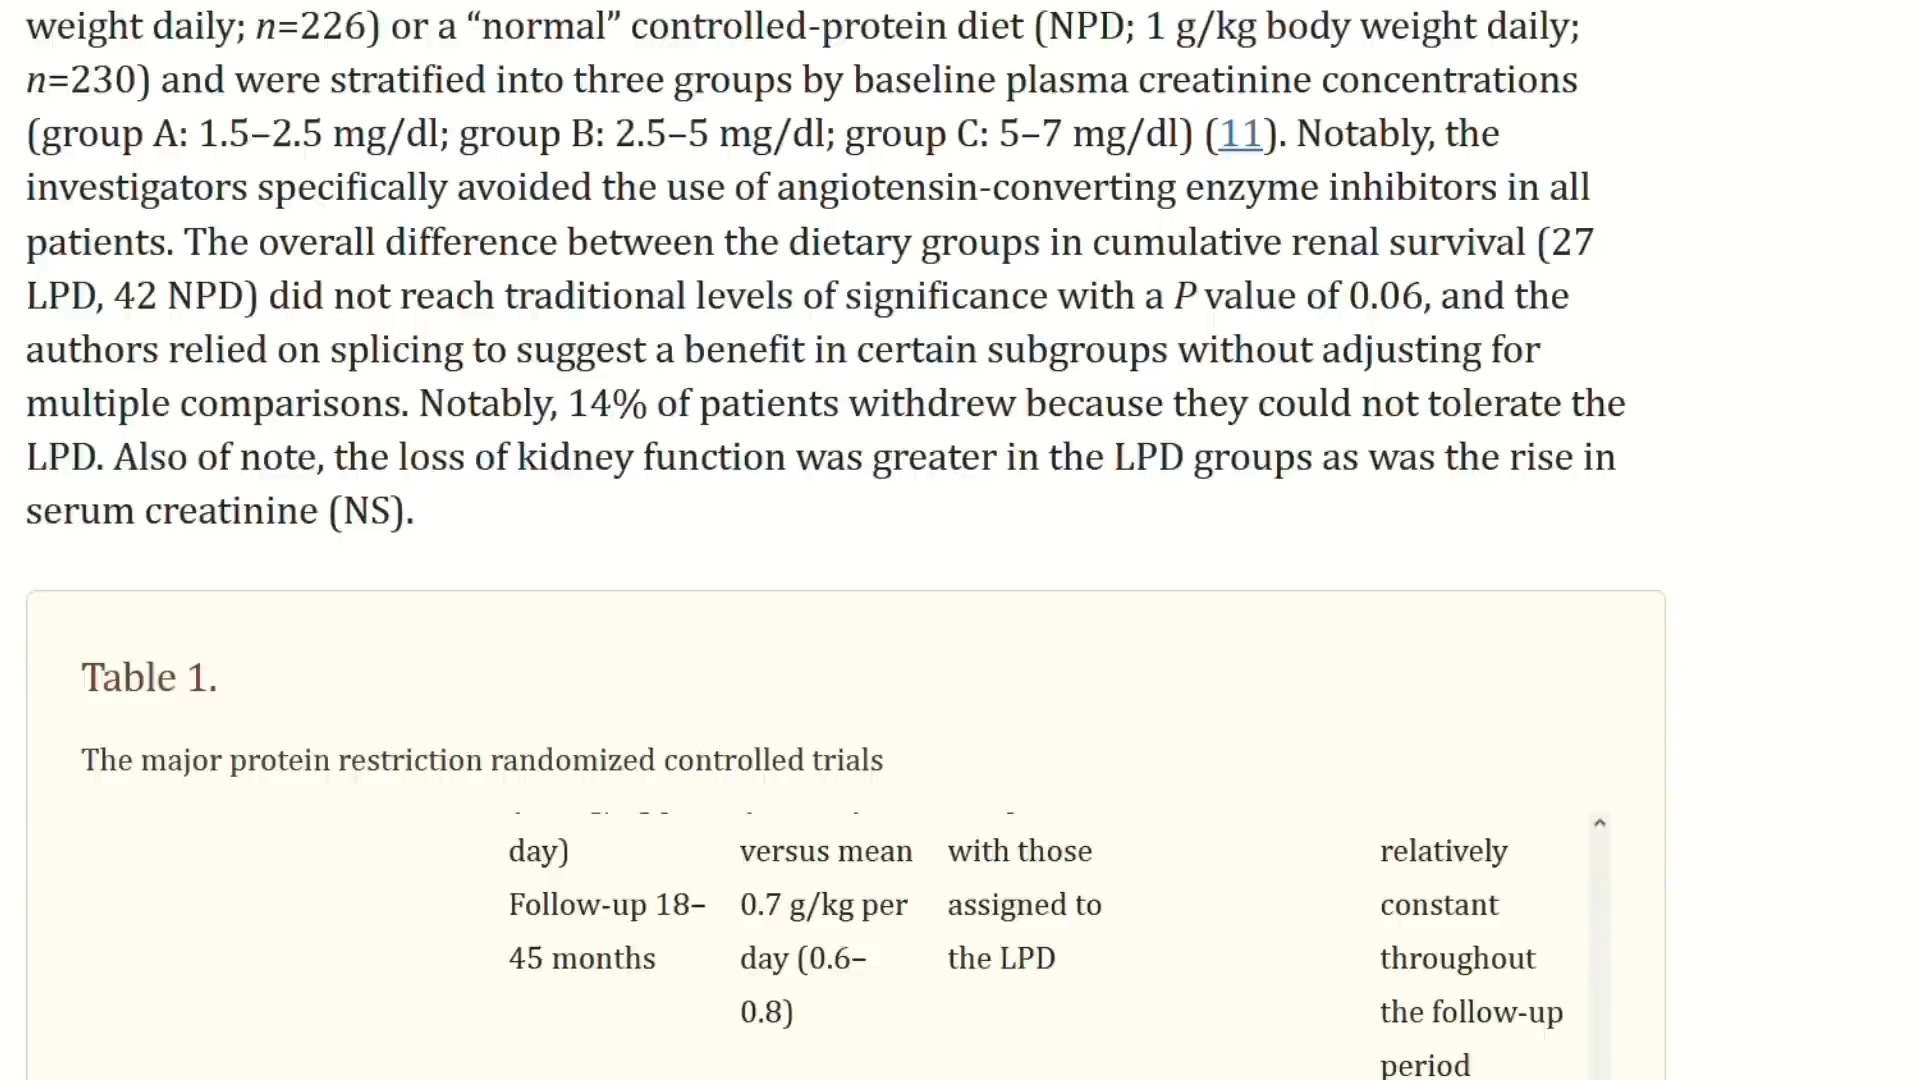 weight daily; n=226) or a “normal” controlled-protein diet (NPD; 1 g/kg body weight daily;
n=230) and were stratified into three groups by baseline plasma creatinine concentrations
(group A: 1.5–2.5 mg/dl; group B: 2.5–5 mg/dl; group C: 5–7 mg/dl) (11). Notably, the
investigators specifically avoided the use of angiotensin-converting enzyme inhibitors in all
patients. The overall difference between the dietary groups in cumulative renal survival (27
LPD, 42 NPD) did not reach traditional levels of significance with a P value of 0.06, and the
authors relied on splicing to suggest a benefit in certain subgroups without adjusting for
multiple comparisons. Notably, 14% of patients withdrew because they could not tolerate the
LPD. Also of note, the loss of kidney function was greater in the LPD groups as was the rise in
serum creatinine (NS).
Table 1.
The major protein restriction randomized controlled trials
day) versus mean with those relatively
Follow-up 18– 0.7 g/kg per assigned to constant
45 months day (0.6– the LPD throughout
0.8) the follow-up
period